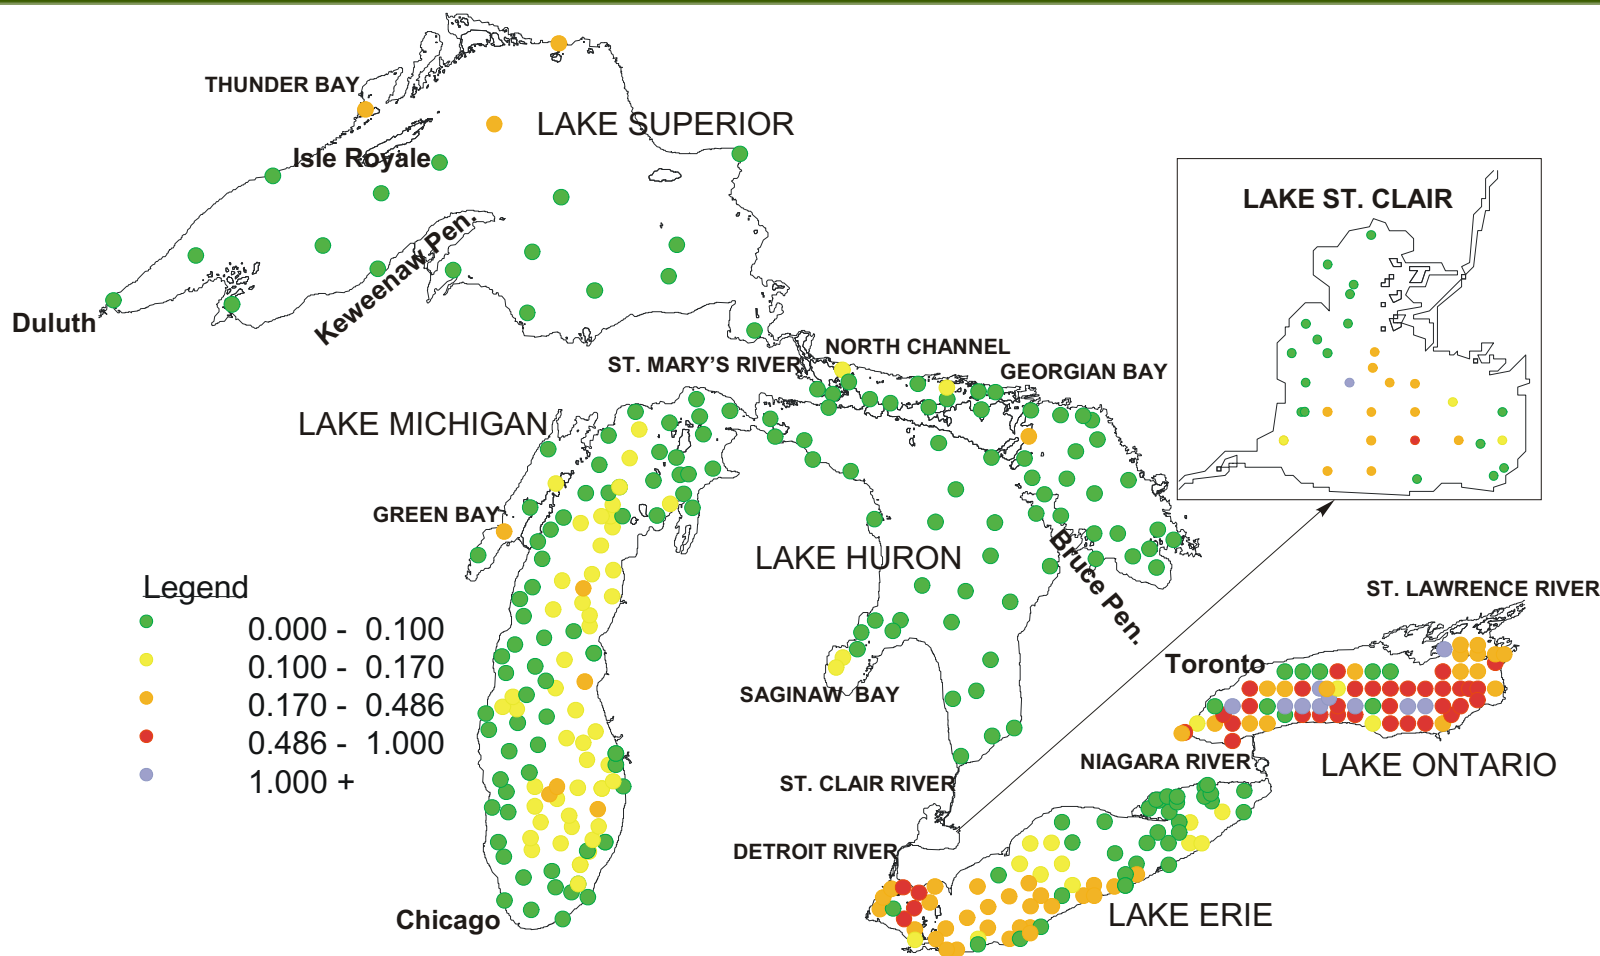 THUNDER BAY
LAKE SUPERIOR
Isle Royale
Keweenaw Pen.
Duluth
LAKE ST. CLAIR
ST. MARY'S RIVER
NORTH CHANNEL
GEORGIAN BAY
LAKE MICHIGAN
GREEN BAY
LAKE HURON
Bruce Pen.
Legend
0.000 - 0.100
0.100 - 0.170
0.170 - 0.486
0.486 - 1.000
1.000 +
ST. LAWRENCE RIVER
Toronto
SAGINAW BAY
NIAGARA RIVER
LAKE ONTARIO
ST. CLAIR RIVER
DETROIT RIVER
LAKE ERIE
Chicago